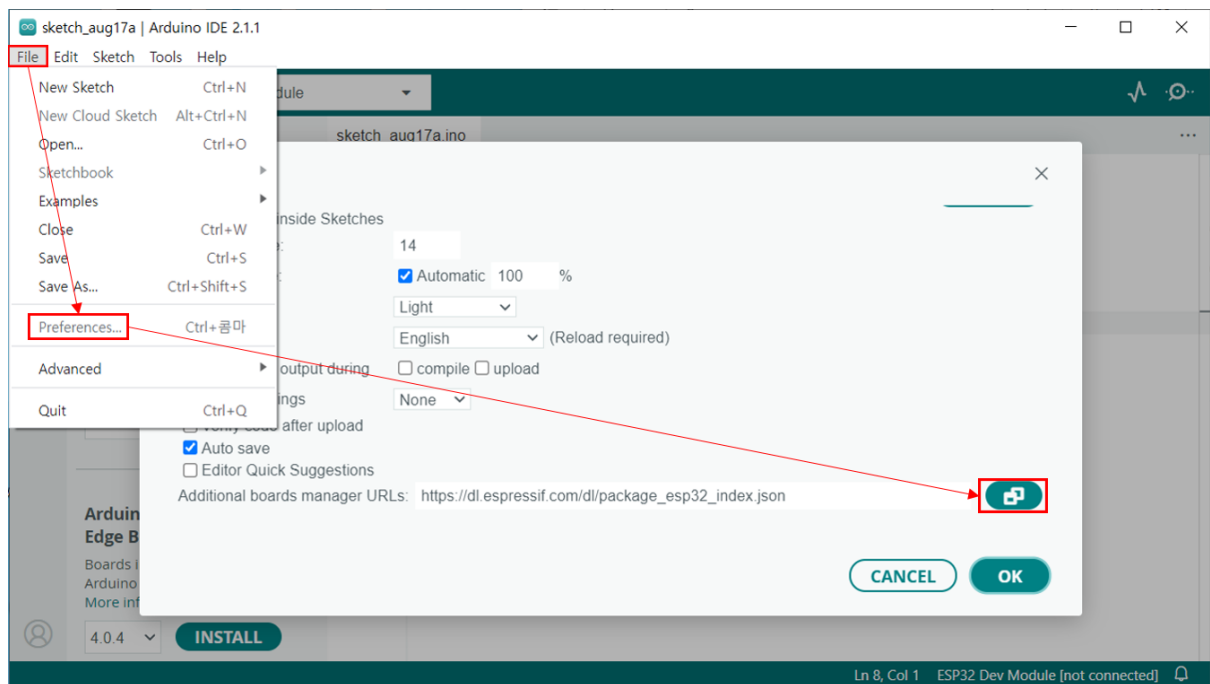 sketch_aug17a | Arduino IDE 2.1.1
File Edit Sketch Tools Help
New Sketch Ctrl+N
New Cloud Sketch Alt+Ctrl+N
Open... Ctrl+O
Sketchbook
Examples
Close Ctrl+W
Save Ctrl+S
Save As... Ctrl+Shift+S
Preferences... Ctrl+콤마
Advanced
Quit Ctrl+Q
dule
sketch_aug17a.ino
inside Sketches
14
Automatic 100 %
Light
English (Reload required)
output during compile upload
ings None
Verify code after upload
Auto save
Editor Quick Suggestions
Additional boards manager URLs: https://dl.espressif.com/dl/package_esp32_index.json
CANCEL OK
Arduin
Edge B
Boards i
Arduino
More inf
4.0.4 INSTALL
Ln 8, Col 1 ESP32 Dev Module [not connected]